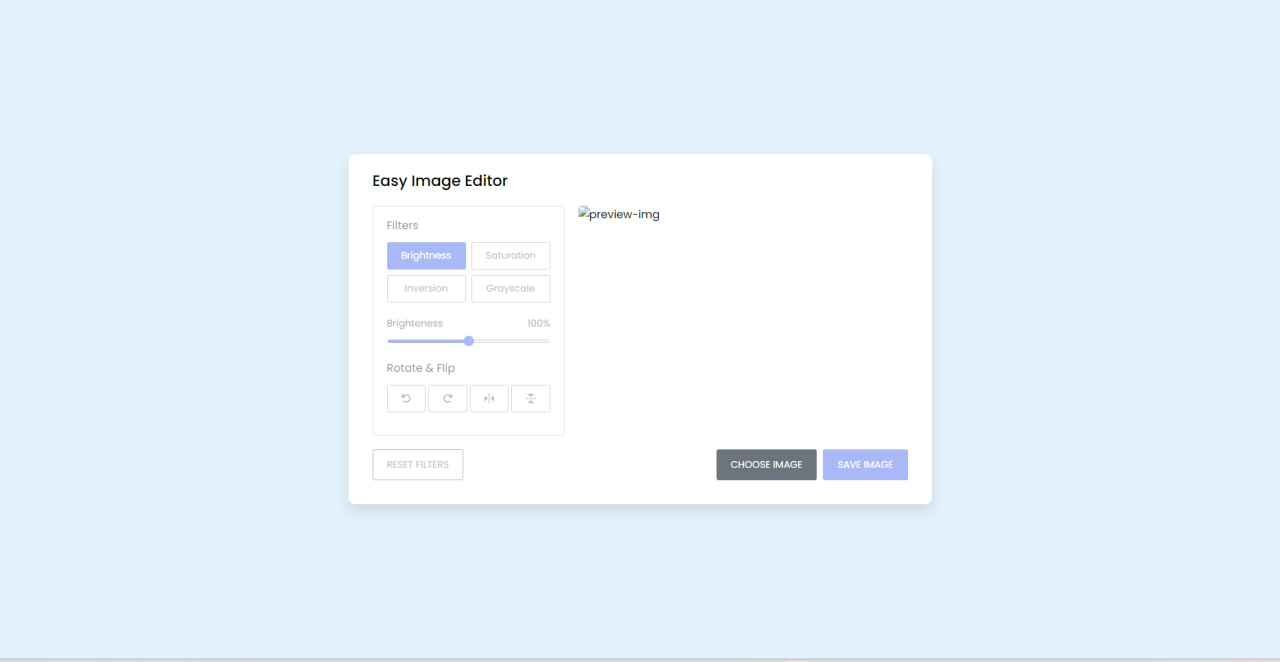 Easy Image Editor
Filters
Brightness Saturation
Inversion Grayscale
Brighteness 100%
Rotate & Flip
RESET FILTERS
preview-img
CHOOSE IMAGE SAVE IMAGE